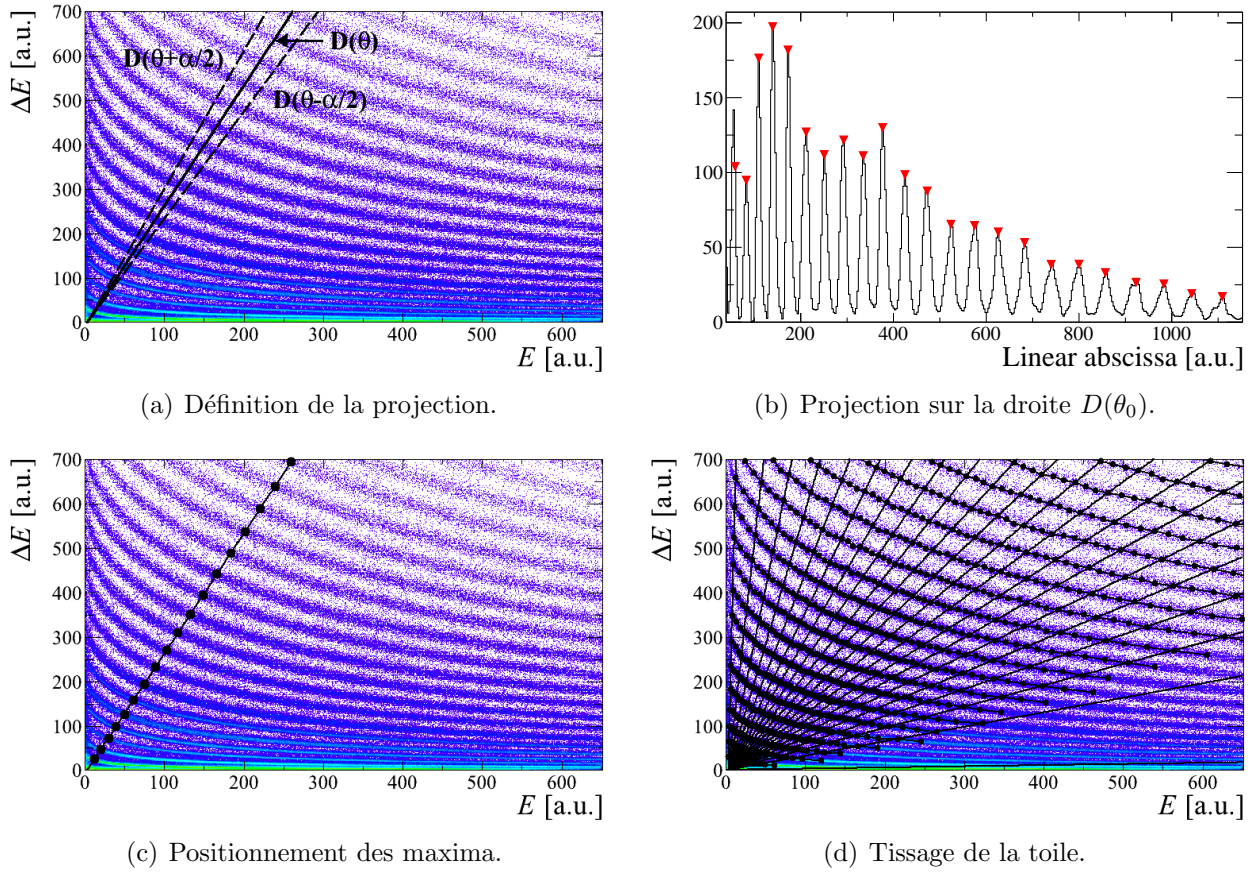 700
600
500
400
300
200
100
0
ΔE [a.u.]
D(θ+α/2)
D(θ)
D(θ-α/2)
0 100 200 300 400 500 600
E [a.u.]
(a) Définition de la projection.
200
150
100
50
0
200 400 600 800 1000
Linear abscissa [a.u.]
(b) Projection sur la droite D(θ₀).
700
600
500
400
300
200
100
0
ΔE [a.u.]
0 100 200 300 400 500 600
E [a.u.]
(c) Positionnement des maxima.
700
600
500
400
300
200
100
0
ΔE [a.u.]
0 100 200 300 400 500 600
E [a.u.]
(d) Tissage de la toile.